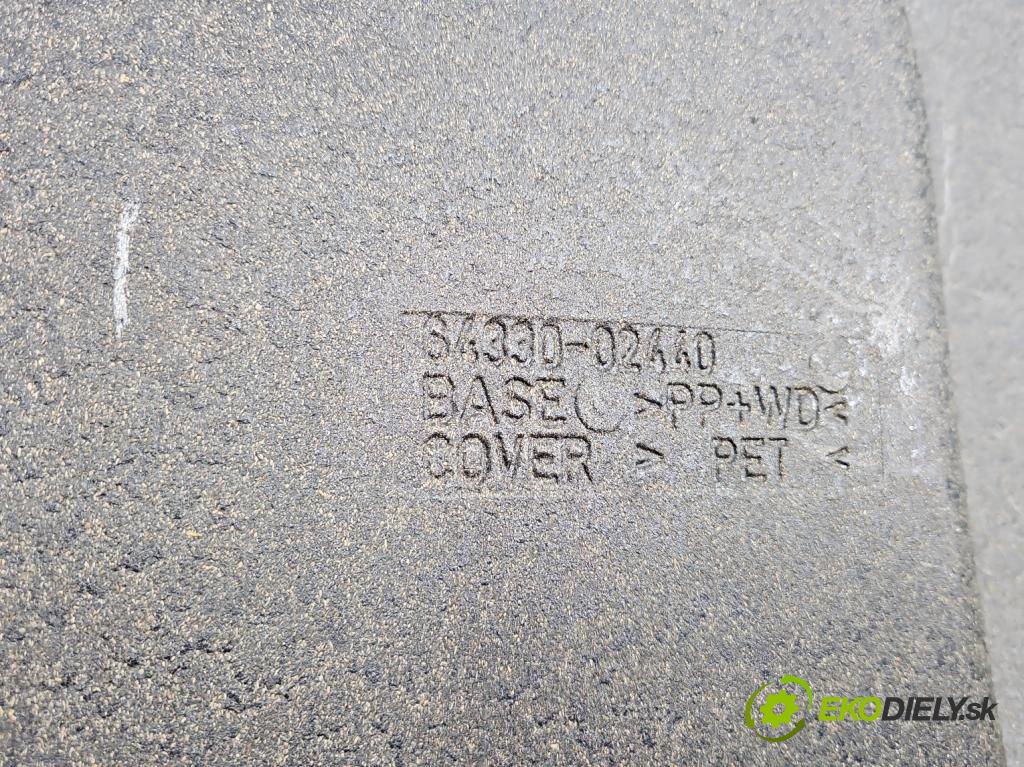 64330-02440
BASE >PP+WD<
COVER > PET <
EKODIELY.sk